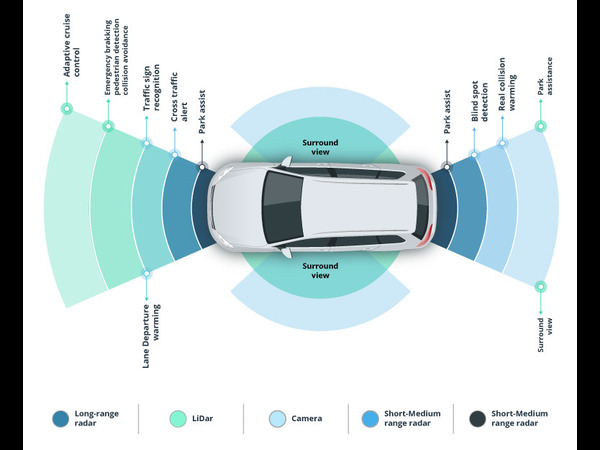 Adaptive cruise
control
Emergency brakking
pedestrian detection
collision avoidance
Traffic sign
recognition
Cross traffic
alert
Park assist
Park assist
Blind spot
detection
Real collision
warming
Park
assistance
Surround
view
Surround
view
Lane Departure
warming
Surround
view
Long-range
radar
LiDar
Camera
Short-Medium
range radar
Short-Medium
range radar